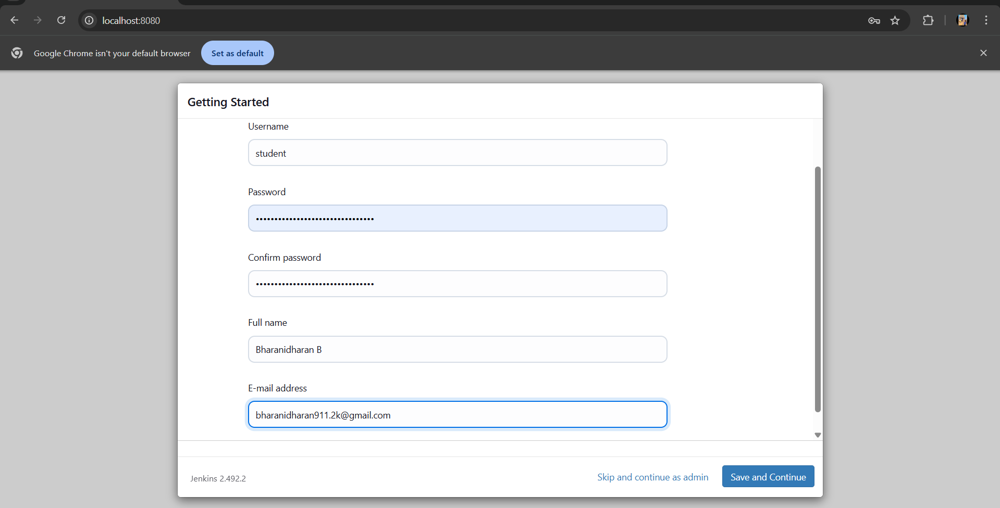 localhost:8080
Google Chrome isn't your default browser
Set as default
Getting Started
Username
student
Password
••••••••••••••••••••••••••••••••
Confirm password
••••••••••••••••••••••••••••••••
Full name
Bharanidharan B
E-mail address
bharanidharan911.2k@gmail.com
Jenkins 2.492.2
Skip and continue as admin
Save and Continue